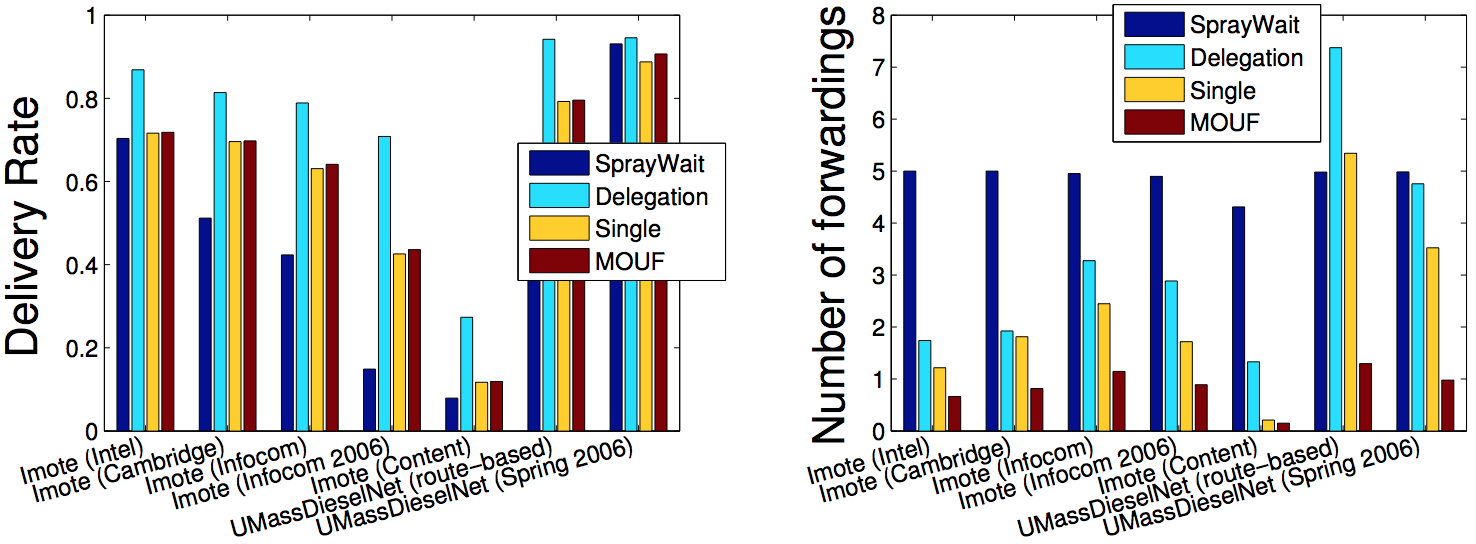 Delivery Rate
1
0.8
0.6
0.4
0.2
0
SprayWait
Delegation
Single
MOUF
Imote (Intel)
Imote (Cambridge)
Imote (Infocom)
Imote (Infocom 2006)
Imote (Content)
UMassDieselNet (route-based)
UMassDieselNet (Spring 2006)
Number of forwardings
8
7
6
5
4
3
2
1
0
SprayWait
Delegation
Single
MOUF
Imote (Intel)
Imote (Cambridge)
Imote (Infocom)
Imote (Infocom 2006)
Imote (Content)
UMassDieselNet (route-based)
UMassDieselNet (Spring 2006)